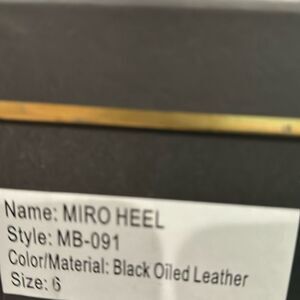 Name: MIRO HEEL
Style: MB-091
Color/Material: Black Oiled Leather
Size: 6